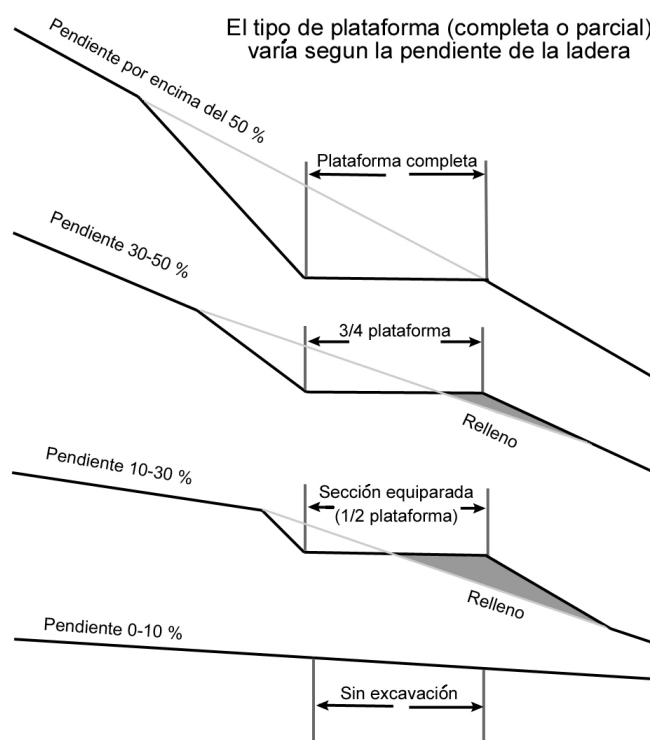 El tipo de plataforma (completa o parcial)
varía segun la pendiente de la ladera
Pendiente por encima del 50 %
Plataforma completa
Pendiente 30-50 %
3/4 plataforma
Relleno
Pendiente 10-30 %
Sección equiparada
(1/2 plataforma)
Relleno
Pendiente 0-10 %
Sin excavación